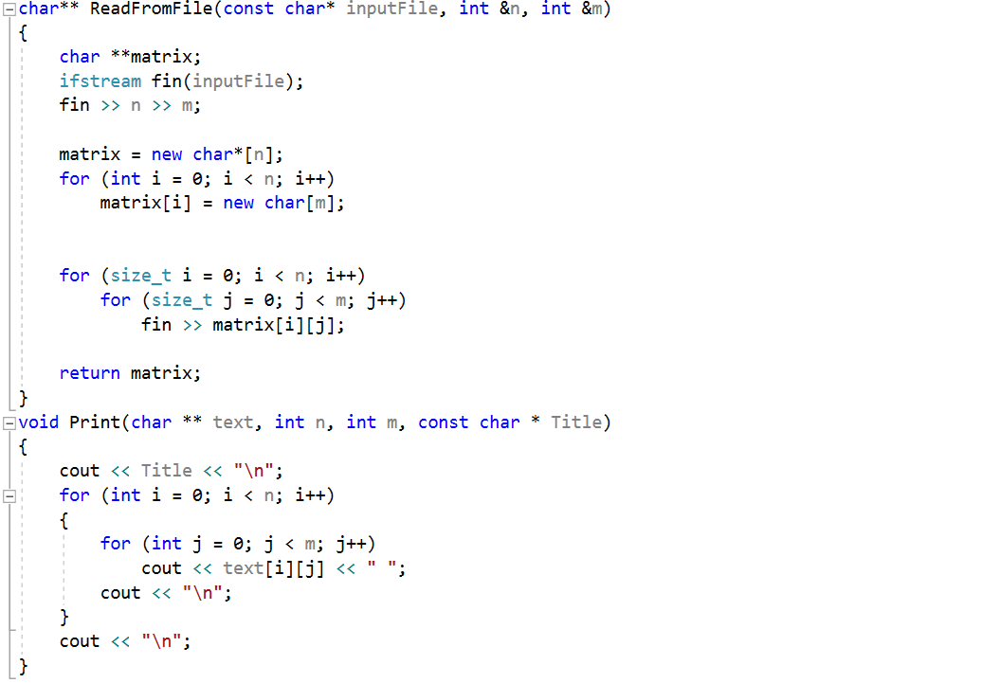 char** ReadFromFile(const char* inputFile, int &n, int &m)
{
    char **matrix;
    ifstream fin(inputFile);
    fin >> n >> m;

    matrix = new char*[n];
    for (int i = 0; i < n; i++)
        matrix[i] = new char[m];


    for (size_t i = 0; i < n; i++)
        for (size_t j = 0; j < m; j++)
            fin >> matrix[i][j];

    return matrix;
}
void Print(char ** text, int n, int m, const char * Title)
{
    cout << Title << "\n";
    for (int i = 0; i < n; i++)
    {
        for (int j = 0; j < m; j++)
            cout << text[i][j] << " ";
        cout << "\n";
    }
    cout << "\n";
}